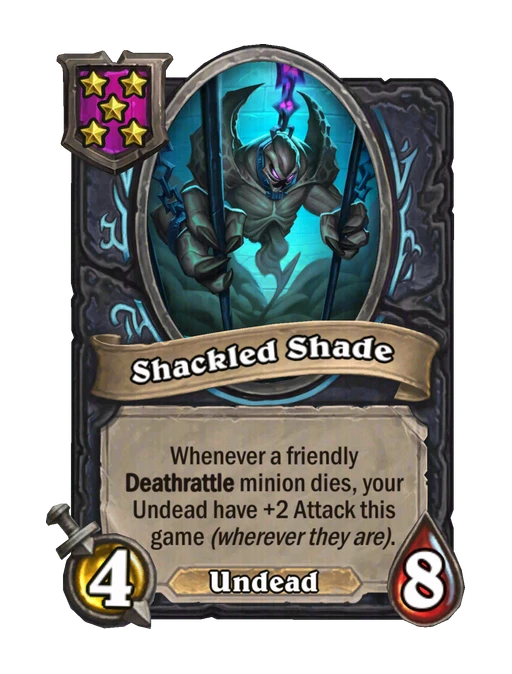 Shackled Shade
Whenever a friendly
Deathrattle minion dies, your
Undead have +2 Attack this
game (wherever they are).
4
Undead
8